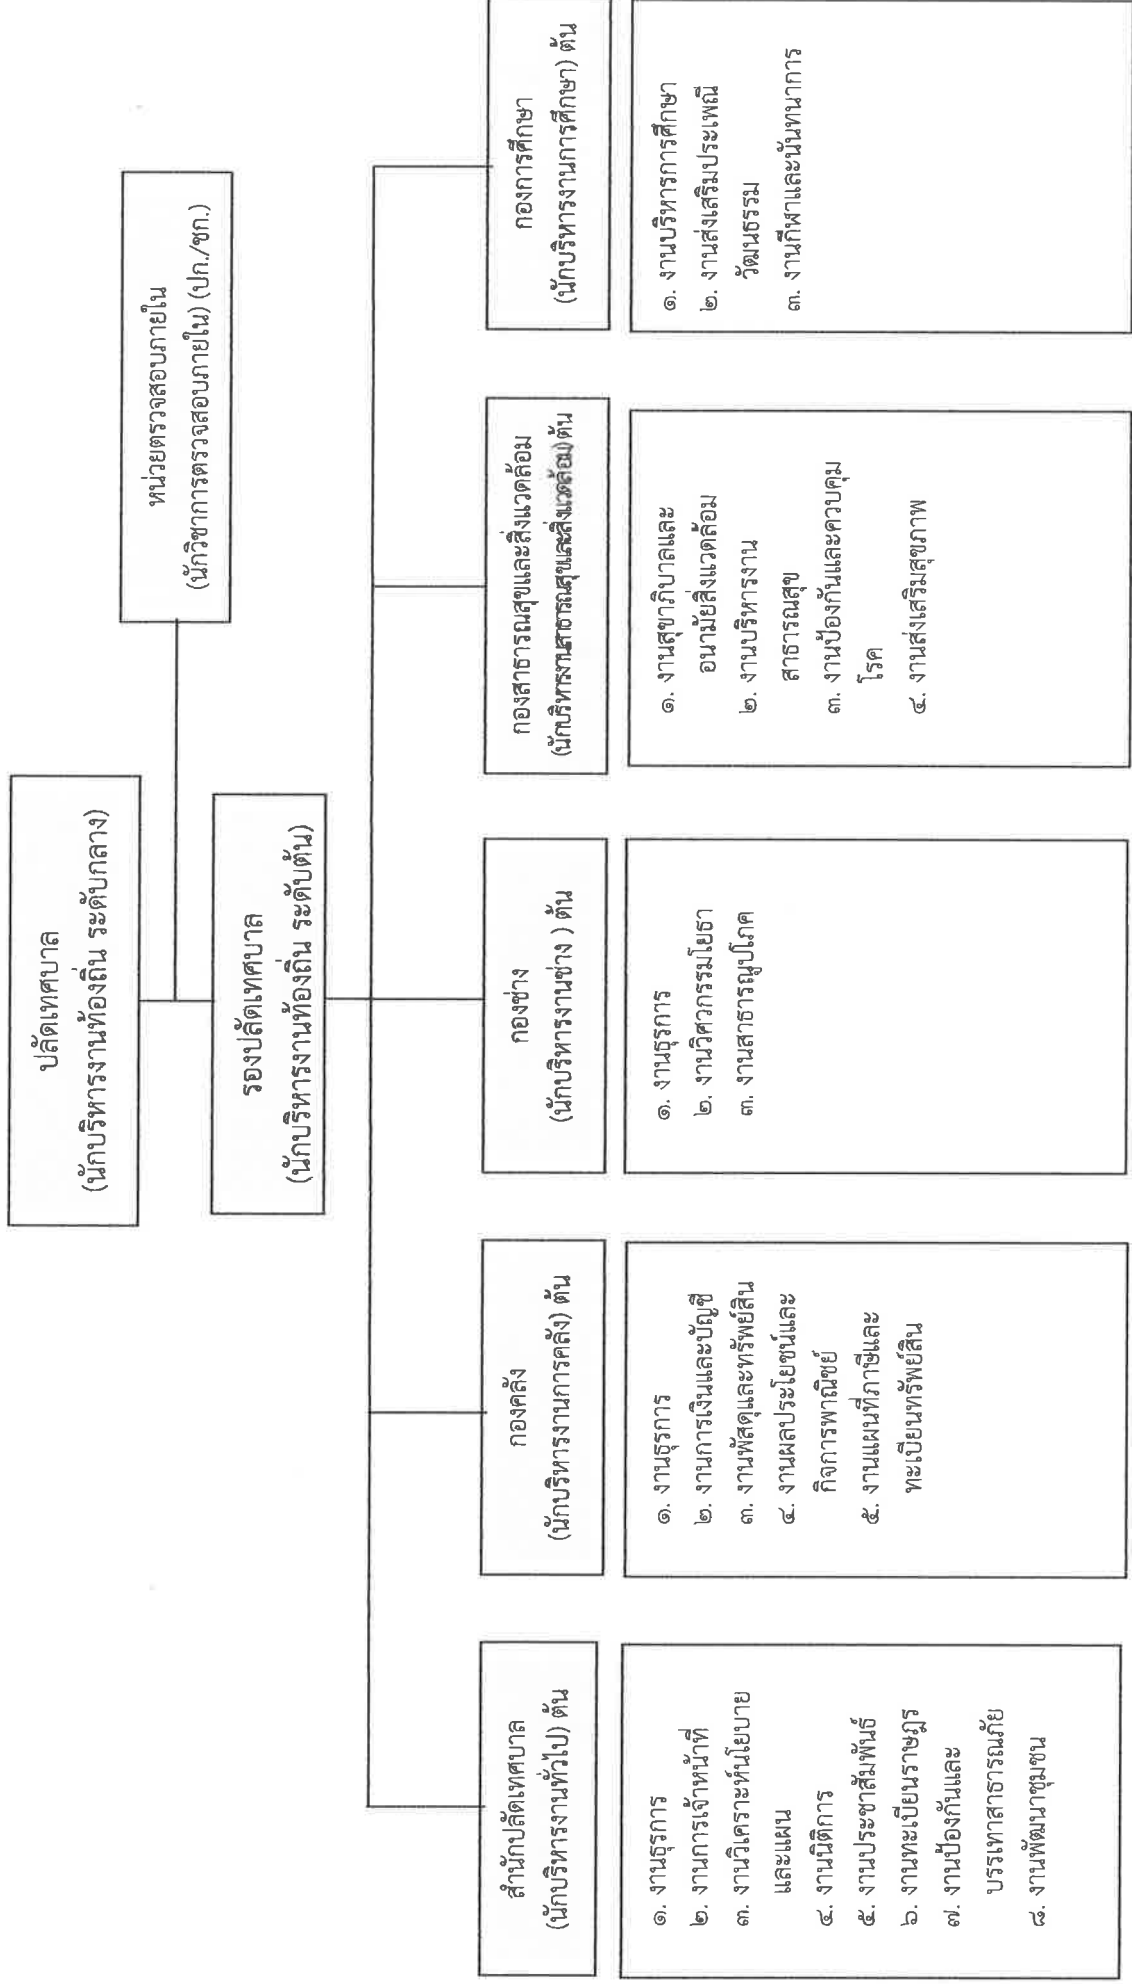 ปลัดเทศบาล
(นักบริหารงานท้องถิ่น ระดับกลาง)
หน่วยตรวจสอบภายใน
(นักวิชาการตรวจสอบภายใน) (ปก./ชก.)
รองปลัดเทศบาล
(นักบริหารงานท้องถิ่น ระดับต้น)
สำนักปลัดเทศบาล
(นักบริหารงานทั่วไป) ต้น
๑. งานธุรการ
๒. งานการเจ้าหน้าที่
๓. งานวิเคราะห์นโยบาย
และแผน
๔. งานนิติการ
๕. งานประชาสัมพันธ์
๖. งานทะเบียนราษฎร
๗. งานป้องกันและ
บรรเทาสาธารณภัย
๘. งานพัฒนาชุมชน
กองคลัง
(นักบริหารงานการคลัง) ต้น
๑. งานธุรการ
๒. งานการเงินและบัญชี
๓. งานพัสดุและทรัพย์สิน
๔. งานผลประโยชน์และ
กิจการพาณิชย์
๕. งานแผนที่ภาษีและ
ทะเบียนทรัพย์สิน
กองช่าง
(นักบริหารงานช่าง ) ต้น
๑. งานธุรการ
๒. งานวิศวกรรมโยธา
๓. งานสาธารณูปโภค
กองสาธารณสุขและสิ่งแวดล้อม
(นักบริหารงานสาธารณสุขและสิ่งแวดล้อม)ต้น
๑. งานสุขาภิบาลและ
อนามัยสิ่งแวดล้อม
๒. งานบริหารงาน
สาธารณสุข
๓. งานป้องกันและควบคุม
โรค
๔. งานส่งเสริมสุขภาพ
กองการศึกษา
(นักบริหารงานการศึกษา) ต้น
๑. งานบริหารการศึกษา
๒. งานส่งเสริมประเพณี
วัฒนธรรม
๓. งานกีฬาและนันทนาการ